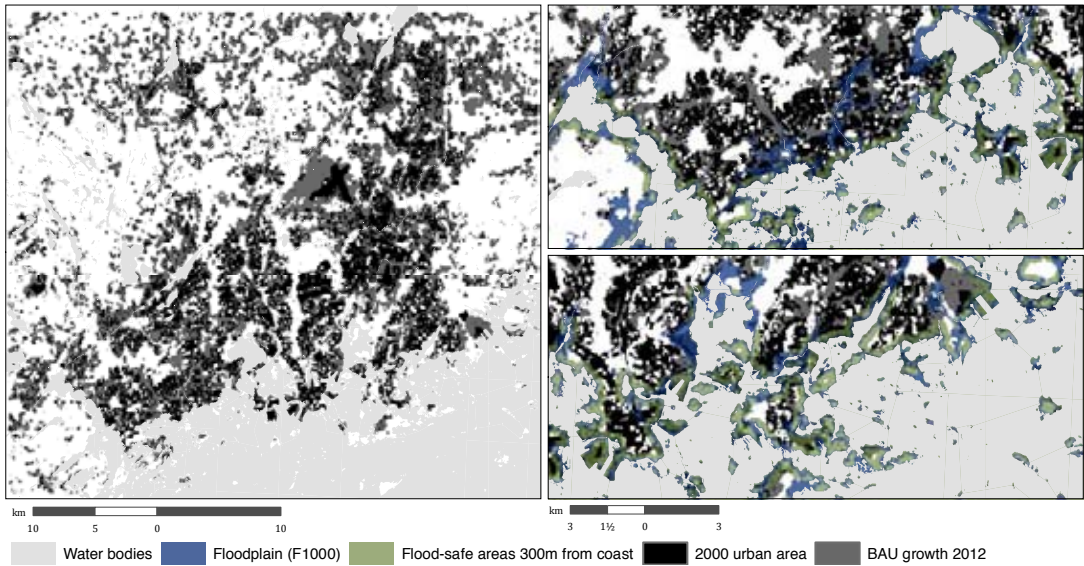 km
10 5 0 10
km
3 1½ 0 3
Water bodies Floodplain (F1000) Flood-safe areas 300m from coast 2000 urban area BAU growth 2012